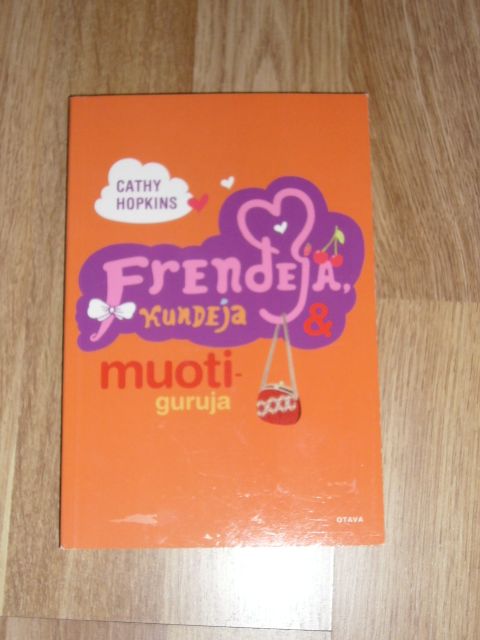 CATHY
HOPKINS
Frendejä,
Kundeja
&
muoti-
guruja
OTAVA